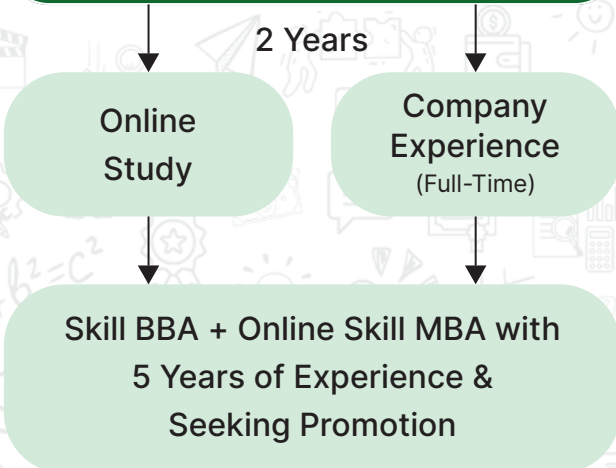 2 Years
Online
Study
Company
Experience
(Full-Time)
Skill BBA + Online Skill MBA with
5 Years of Experience &
Seeking Promotion